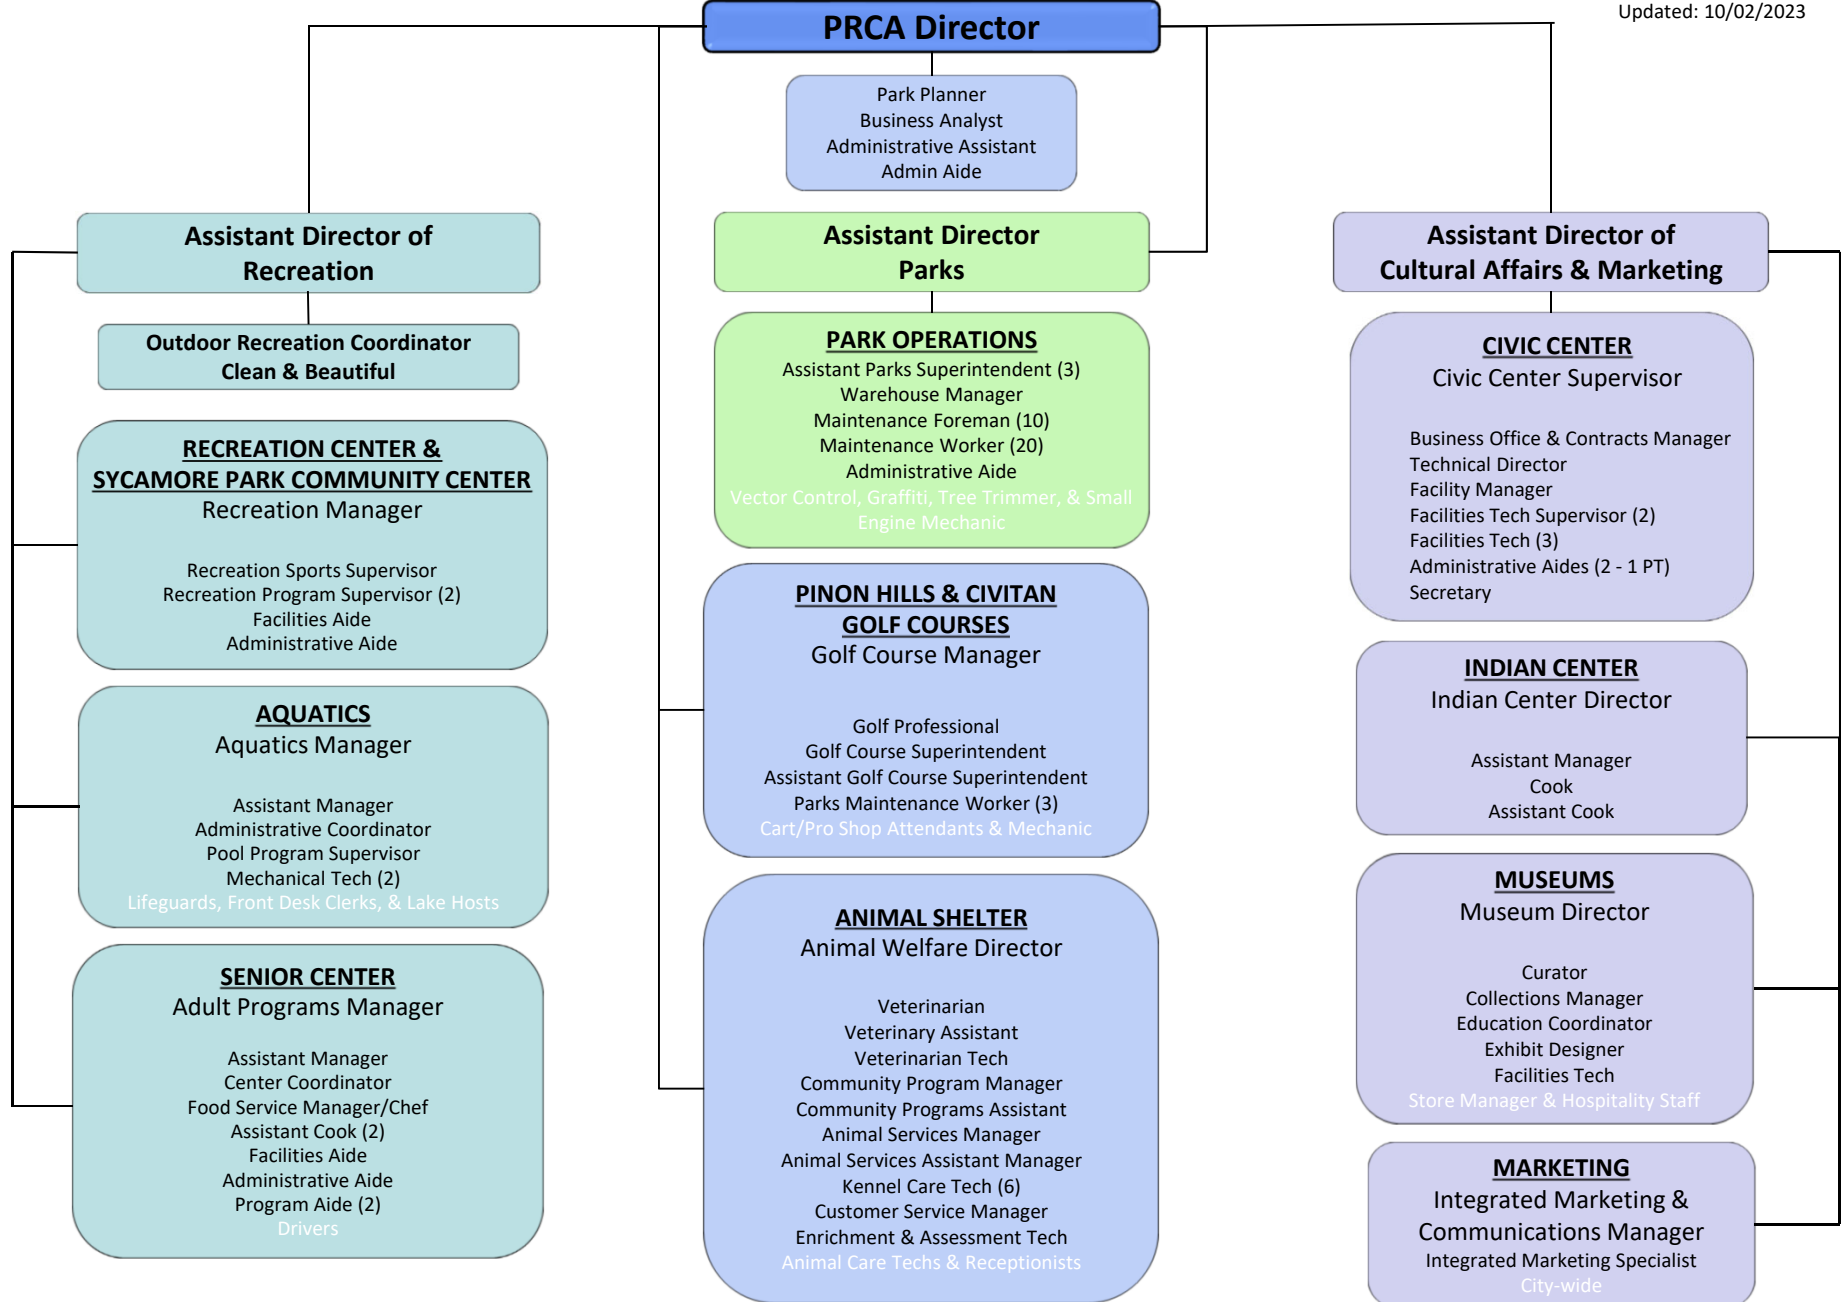 Updated: 10/02/2023
PRCA Director
Park Planner
Business Analyst
Administrative Assistant
Admin Aide
Assistant Director of
Recreation
Outdoor Recreation Coordinator
Clean & Beautiful
RECREATION CENTER &
SYCAMORE PARK COMMUNITY CENTER
Recreation Manager
Recreation Sports Supervisor
Recreation Program Supervisor (2)
Facilities Aide
Administrative Aide
AQUATICS
Aquatics Manager
Assistant Manager
Administrative Coordinator
Pool Program Supervisor
Mechanical Tech (2)
Lifeguards, Front Desk Clerks, & Lake Hosts
SENIOR CENTER
Adult Programs Manager
Assistant Manager
Center Coordinator
Food Service Manager/Chef
Assistant Cook (2)
Facilities Aide
Administrative Aide
Program Aide (2)
Drivers
Assistant Director
Parks
PARK OPERATIONS
Assistant Parks Superintendent (3)
Warehouse Manager
Maintenance Foreman (10)
Maintenance Worker (20)
Administrative Aide
Vector Control, Graffiti, Tree Trimmer, & Small
Engine Mechanic
PINON HILLS & CIVITAN
GOLF COURSES
Golf Course Manager
Golf Professional
Golf Course Superintendent
Assistant Golf Course Superintendent
Parks Maintenance Worker (3)
Cart/Pro Shop Attendants & Mechanic
ANIMAL SHELTER
Animal Welfare Director
Veterinarian
Veterinary Assistant
Veterinarian Tech
Community Program Manager
Community Programs Assistant
Animal Services Manager
Animal Services Assistant Manager
Kennel Care Tech (6)
Customer Service Manager
Enrichment & Assessment Tech
Animal Care Techs & Receptionists
Assistant Director of
Cultural Affairs & Marketing
CIVIC CENTER
Civic Center Supervisor
Business Office & Contracts Manager
Technical Director
Facility Manager
Facilities Tech Supervisor (2)
Facilities Tech (3)
Administrative Aides (2 - 1 PT)
Secretary
INDIAN CENTER
Indian Center Director
Assistant Manager
Cook
Assistant Cook
MUSEUMS
Museum Director
Curator
Collections Manager
Education Coordinator
Exhibit Designer
Facilities Tech
Store Manager & Hospitality Staff
MARKETING
Integrated Marketing &
Communications Manager
Integrated Marketing Specialist
City-wide